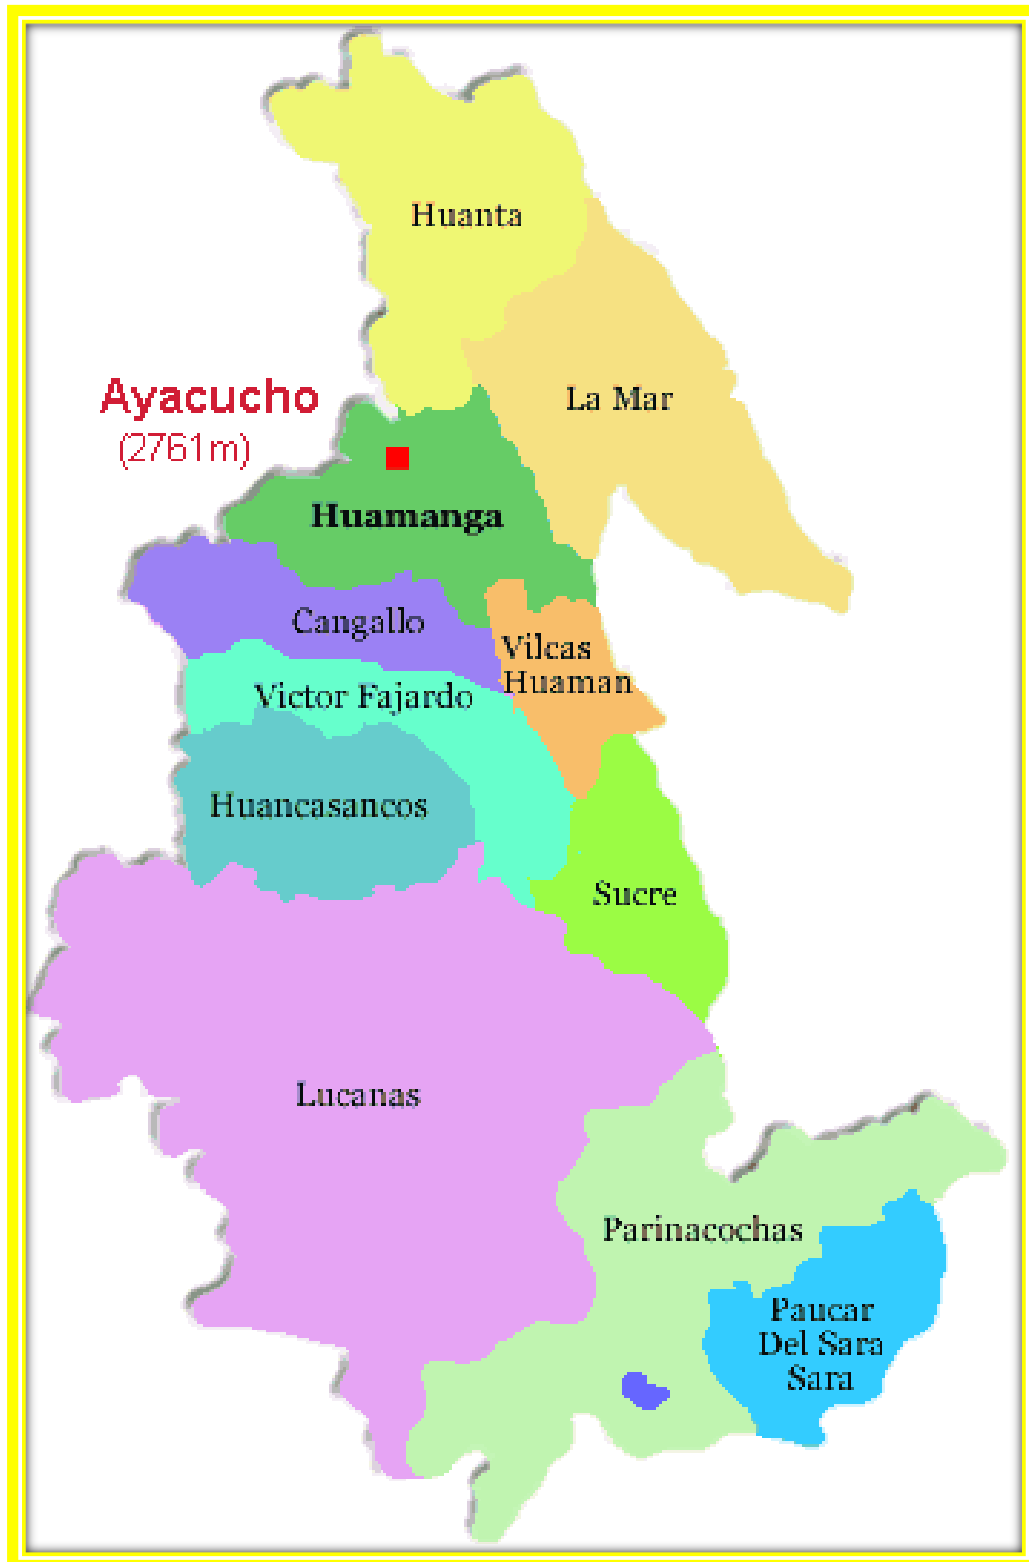 Huanta
Ayacucho
(2761m)
La Mar
Huamanga
Cangallo
Vilcas
Huaman
Victor Fajardo
Huancasancos
Sucre
Lucanas
Parinacochas
Paucar
Del Sara
Sara